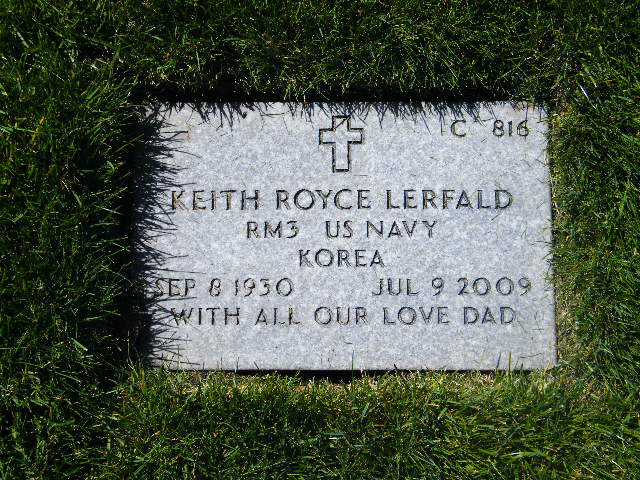 C 816
KEITH ROYCE LERFALD
RM3 US NAVY
KOREA
SEP 8 1930 JUL 9 2009
WITH ALL OUR LOVE DAD